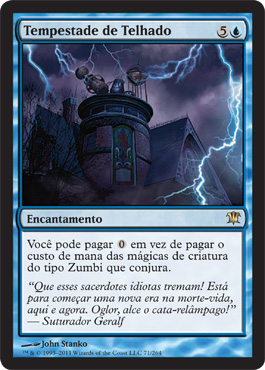 Tempestade de Telhado 5
Encantamento
Você pode pagar 0 em vez de pagar o
custo de mana das mágicas de criatura
do tipo Zumbi que conjura.
“Que esses sacerdotes idiotas tremam! Está
para começar uma nova era na morte-vida,
aqui e agora. Oglor, alce o cata-relâmpago!”
— Suturador Geralf
John Stanko
™ & © 1993–2011 Wizards of the Coast LLC 71/264